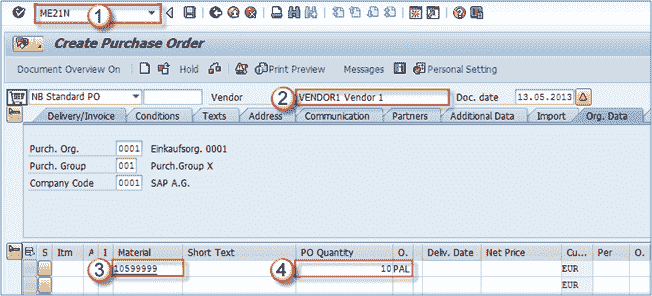 ME21N 1
Create Purchase Order
Document Overview On Hold Print Preview Messages Personal Setting
NB Standard PO Vendor 2 VENDOR1 Vendor 1 Doc. date 13.05.2013
Delivery/Invoice Conditions Texts Address Communication Partners Additional Data Import Org. Data
Purch. Org. 0001 Einkaufsorg. 0001
Purch. Group 001 Purch.Group X
Company Code 0001 SAP A.G.
S Itm A I Material Short Text PO Quantity O. Deliv. Date Net Price Cu... Per O.
3 10599999 4 10 PAL EUR
EUR